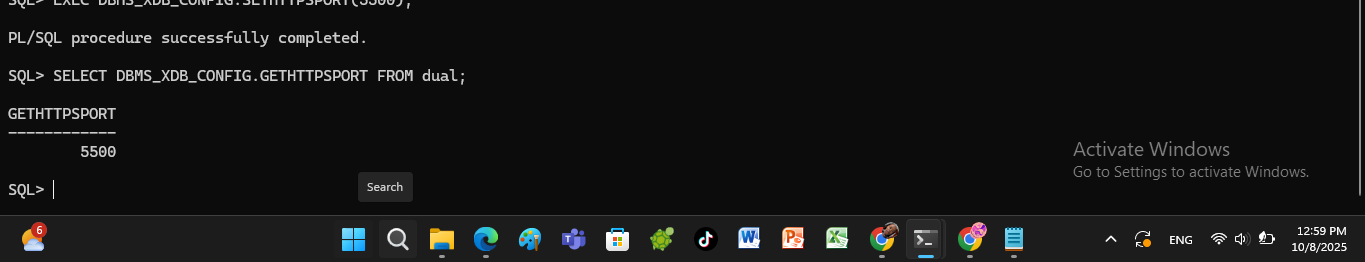 SQL> EXEC DBMS_XDB_CONFIG.SETHTTPSPORT(5500);
PL/SQL procedure successfully completed.
SQL> SELECT DBMS_XDB_CONFIG.GETHTTPSPORT FROM dual;
GETHTTPSPORT
------------
5500
SQL>
Activate Windows
Go to Settings to activate Windows.
Search
6
ENG
12:59 PM
10/8/2025